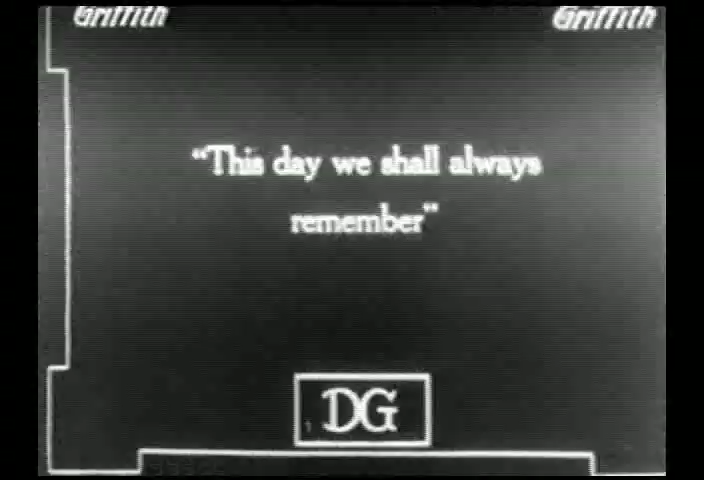 Griffith Griffith
“This day we shall always
remember”
DG